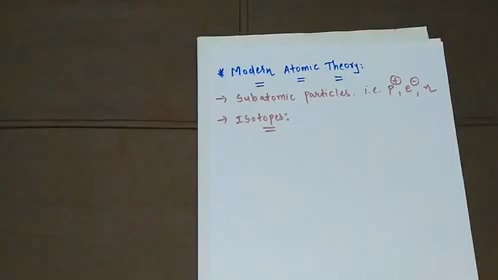 * Modern Atomic Theory:
→ Subatomic particles. i.e. p⊕, e⊖, n
→ Isotopes: